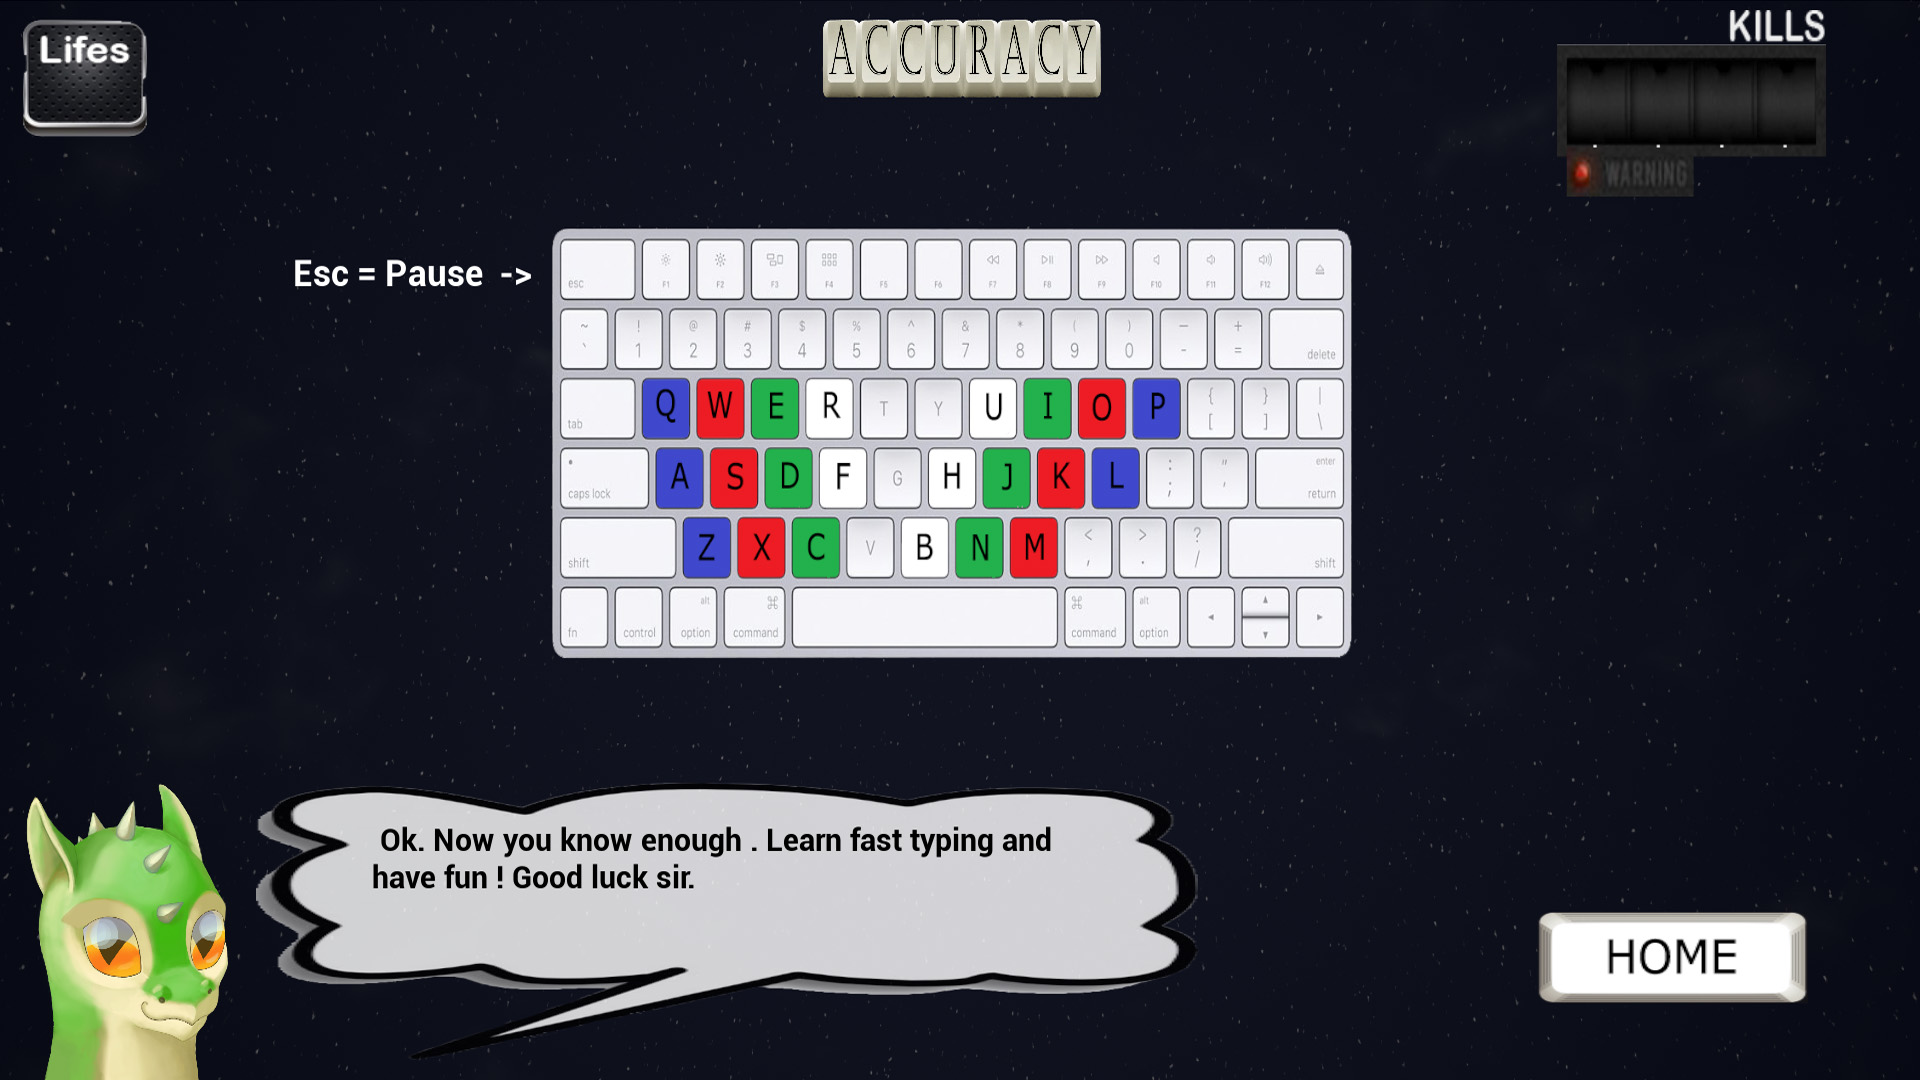 Lifes
ACCURACY
KILLS
WARNING
Esc = Pause ->
esc F1 F2 F3 F4 F5 F6 F7 F8 F9 F10 F11 F12
~ ! @ # $ % ^ & * ( ) — +
` 1 2 3 4 5 6 7 8 9 0 - = delete
tab Q W E R T Y U I O P { [ } ] | \
caps lock A S D F G H J K L : ; " ' enter return
shift Z X C V B N M < , > . ? / shift
fn control alt option ⌘ command ⌘ command alt option
Ok. Now you know enough . Learn fast typing and
have fun ! Good luck sir.
HOME